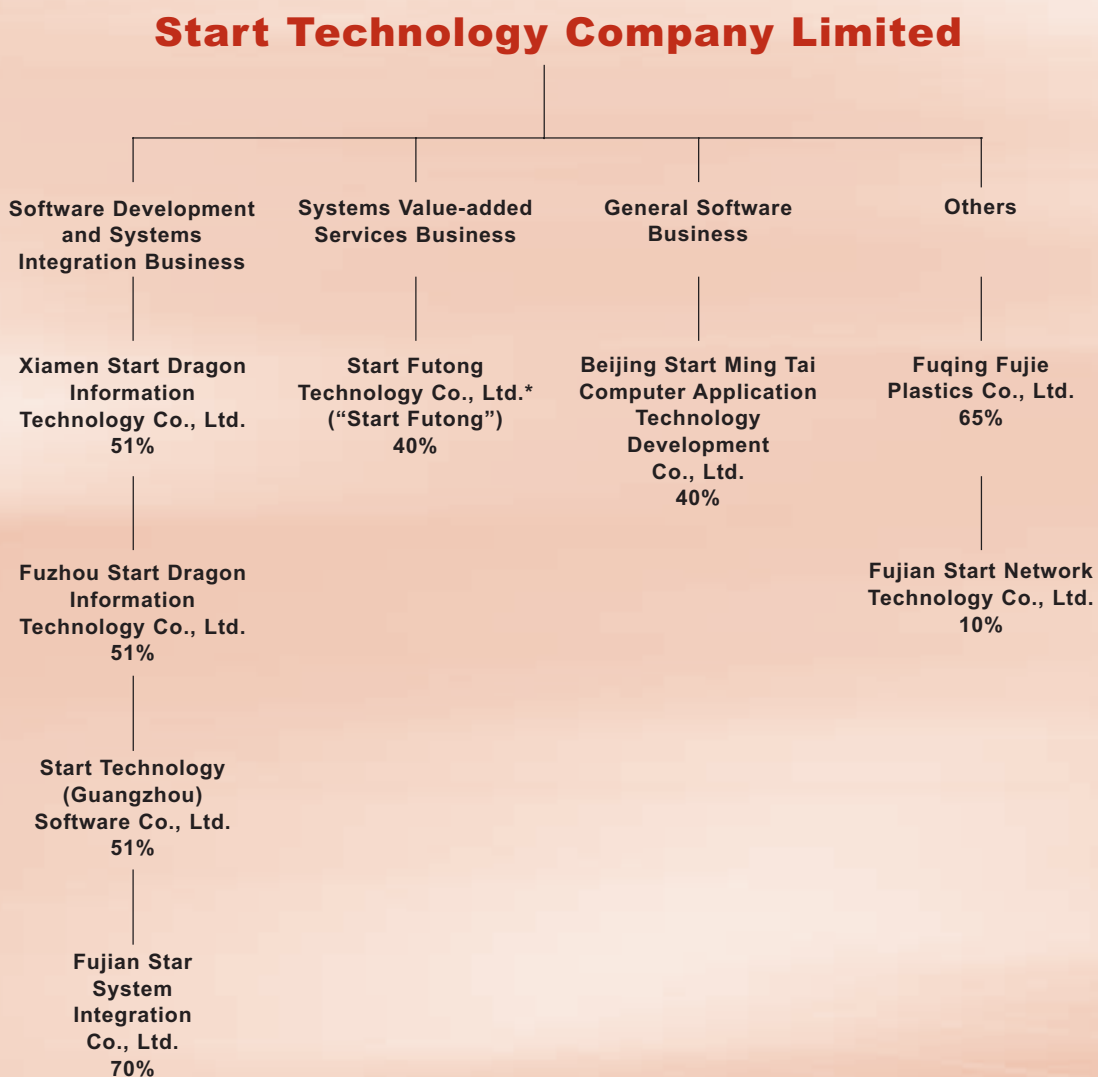 Start Technology Company Limited
Software Development
and Systems
Integration Business
Xiamen Start Dragon
Information
Technology Co., Ltd.
51%
Fuzhou Start Dragon
Information
Technology Co., Ltd.
51%
Start Technology
(Guangzhou)
Software Co., Ltd.
51%
Fujian Star
System
Integration
Co., Ltd.
70%
Systems Value-added
Services Business
Start Futong
Technology Co., Ltd.*
(“Start Futong”)
40%
General Software
Business
Beijing Start Ming Tai
Computer Application
Technology
Development
Co., Ltd.
40%
Others
Fuqing Fujie
Plastics Co., Ltd.
65%
Fujian Start Network
Technology Co., Ltd.
10%